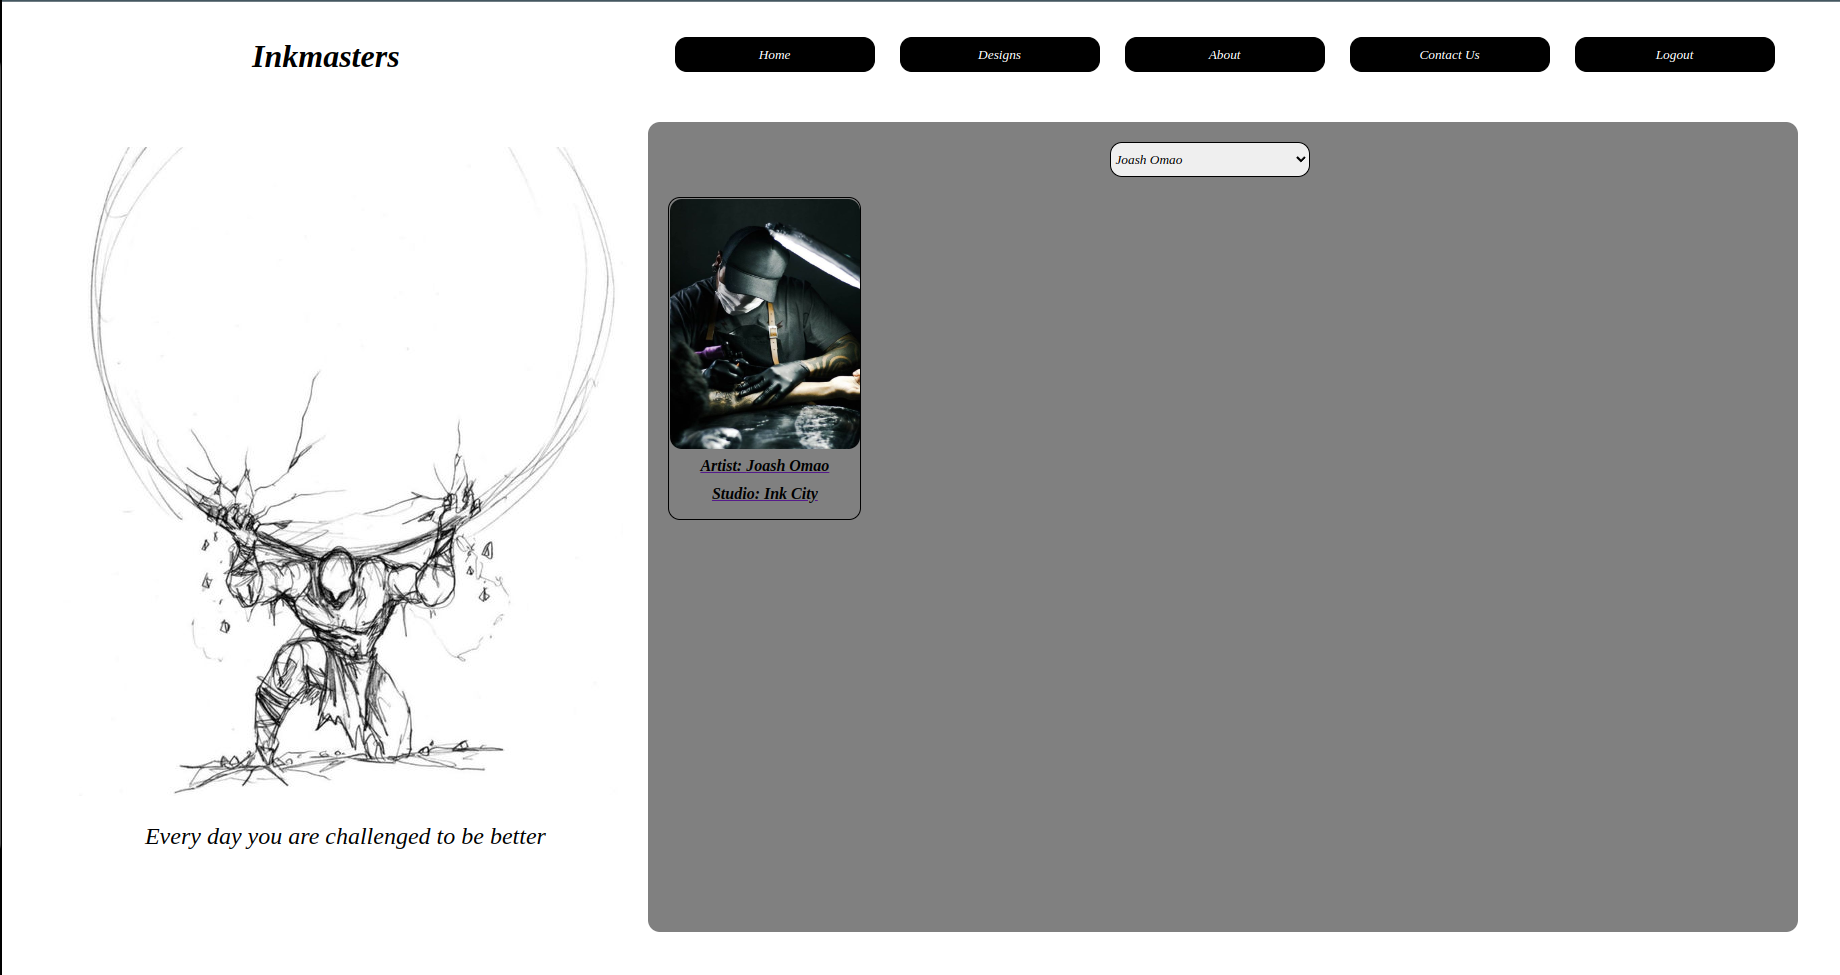 Inkmasters
Home
Designs
About
Contact Us
Logout
Joash Omao
Artist: Joash Omao
Studio: Ink City
Every day you are challenged to be better